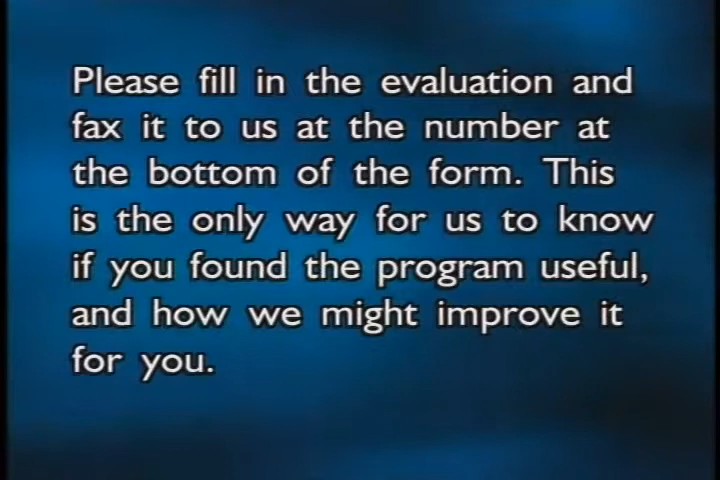 Please fill in the evaluation and
fax it to us at the number at
the bottom of the form. This
is the only way for us to know
if you found the program useful,
and how we might improve it
for you.